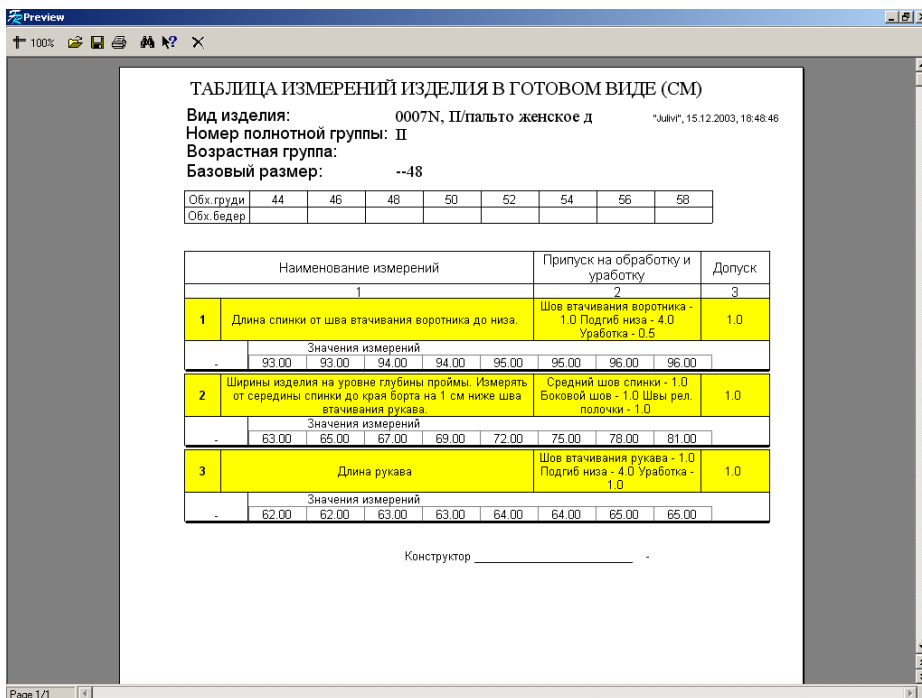 Preview
100%
ТАБЛИЦА ИЗМЕРЕНИЙ ИЗДЕЛИЯ В ГОТОВОМ ВИДЕ (СМ)
Вид изделия: 0007N, П/пальто женское д "Julivi", 15.12.2003, 18:48:46
Номер полнотной группы: П
Возрастная группа:
Базовый размер: --48
Обх.груди 44 46 48 50 52 54 56 58
Обх.бедер
Наименование измерений Припуск на обработку и уработку Допуск
1 2 3
1 Длина спинки от шва втачивания воротника до низа. Шов втачивания воротника - 1.0 Подгиб низа - 4.0 Уработка - 0.5 1.0
Значения измерений
- 93.00 93.00 94.00 94.00 95.00 95.00 96.00 96.00
2 Ширины изделия на уровне глубины проймы. Измерять от середины спинки до края борта на 1 см ниже шва втачивания рукава. Средний шов спинки - 1.0 Боковой шов - 1.0 Швы рел. полочки - 1.0 1.0
Значения измерений
- 63.00 65.00 67.00 69.00 72.00 75.00 78.00 81.00
3 Длина рукава Шов втачивания рукава - 1.0 Подгиб низа - 4.0 Уработка - 1.0 1.0
Значения измерений
- 62.00 62.00 63.00 63.00 64.00 64.00 65.00 65.00
Конструктор ____________________ -
Page 1/1